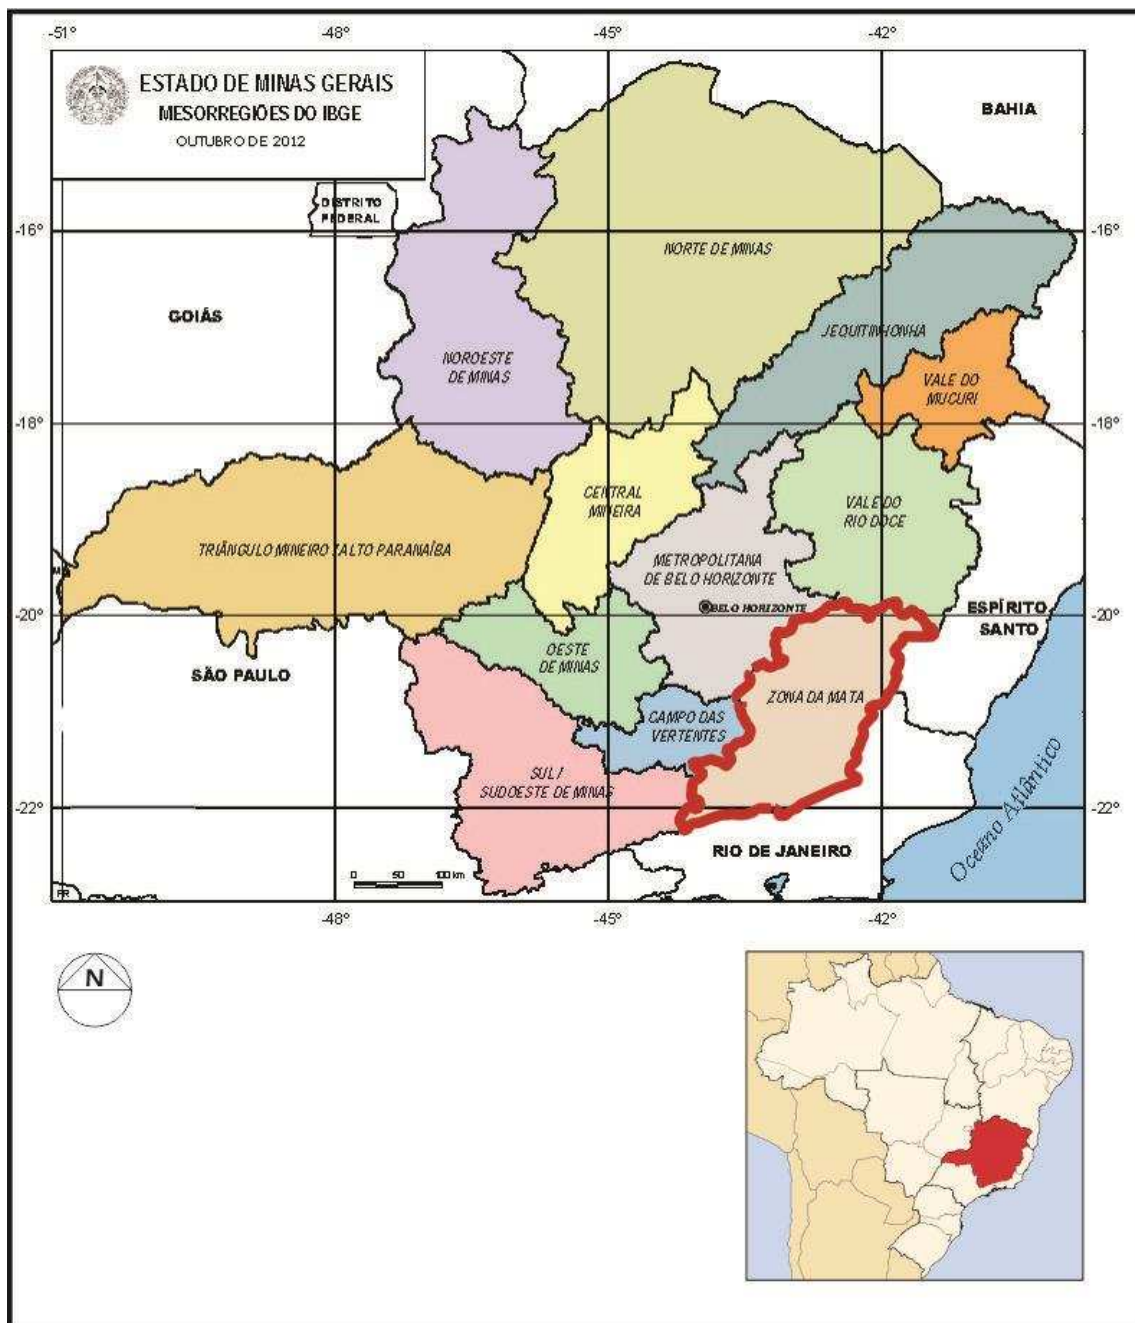 -51°
-48°
-45°
-42°
ESTADO DE MINAS GERAIS
MESORREGIÕES DO IBGE
OUTUBRO DE 2012
BAHIA
DISTRITO
FEDERAL
-16°
-16°
NORTE DE MINAS
GOIÁS
JEQUITINHONHA
NOROESTE
DE MINAS
VALE DO
MUCURI
-18°
-18°
CENTRAL
MINEIRA
VALE DO
RIO DOCE
TRIÂNGULO MINEIRO / ALTO PARANAÍBA
METROPOLITANA
DE BELO HORIZONTE
BELO HORIZONTE
-20°
-20°
ESPÍRITO
SANTO
OESTE
DE MINAS
SÃO PAULO
ZONA DA MATA
CAMPO DAS
VERTENTES
SUL /
SUDOESTE DE MINAS
Oceano Atlântico
-22°
-22°
RIO DE JANEIRO
0 50 100 km
PR
-48°
-45°
-42°
N